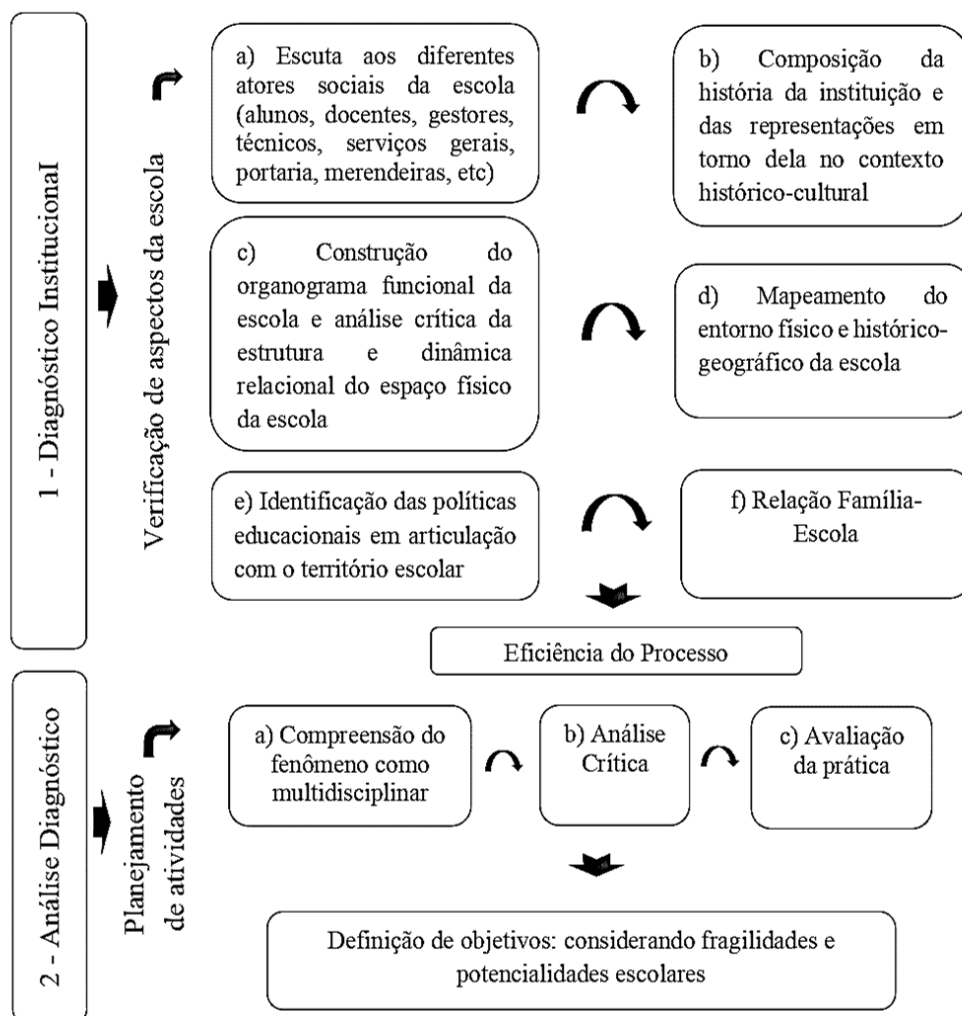 1 - Diagnóstico Institucional
Verificação de aspectos da escola
a) Escuta aos diferentes
atores sociais da escola
(alunos, docentes, gestores,
técnicos, serviços gerais,
portaria, merendeiras, etc)
b) Composição da
história da instituição e
das representações em
torno dela no contexto
histórico-cultural
c) Construção do
organograma funcional da
escola e análise crítica da
estrutura e dinâmica
relacional do espaço físico
da escola
d) Mapeamento do
entorno físico e histórico-
geográfico da escola
e) Identificação das políticas
educacionais em articulação
com o território escolar
f) Relação Família-
Escola
Eficiência do Processo
2 - Análise Diagnóstico
Planejamento
de atividades
a) Compreensão do
fenômeno como
multidisciplinar
b) Análise
Crítica
c) Avaliação
da prática
Definição de objetivos: considerando fragilidades e
potencialidades escolares